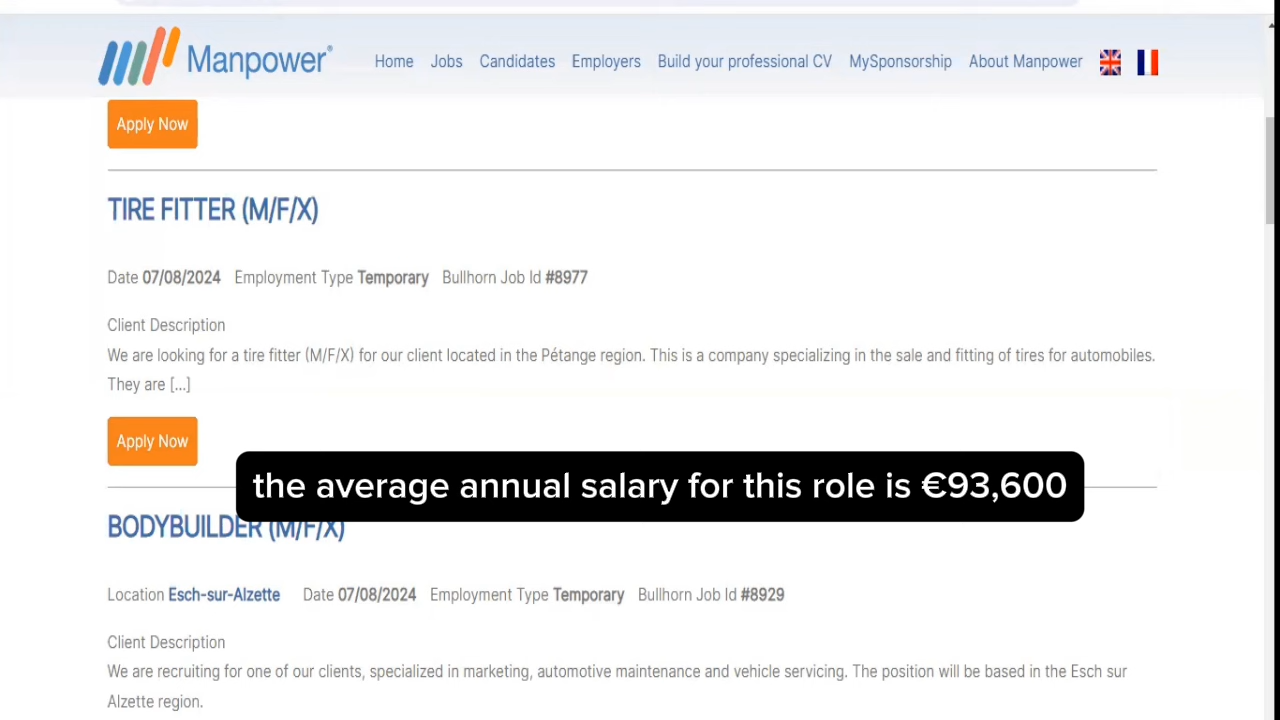 Manpower®
Home Jobs Candidates Employers Build your professional CV MySponsorship About Manpower
Apply Now
TIRE FITTER (M/F/X)
Date 07/08/2024 Employment Type Temporary Bullhorn Job Id #8977
Client Description
We are looking for a tire fitter (M/F/X) for our client located in the Pétange region. This is a company specializing in the sale and fitting of tires for automobiles.
They are [...]
Apply Now
the average annual salary for this role is €93,600
BODYBUILDER (M/F/X)
Location Esch-sur-Alzette Date 07/08/2024 Employment Type Temporary Bullhorn Job Id #8929
Client Description
We are recruiting for one of our clients, specialized in marketing, automotive maintenance and vehicle servicing. The position will be based in the Esch sur
Alzette region.